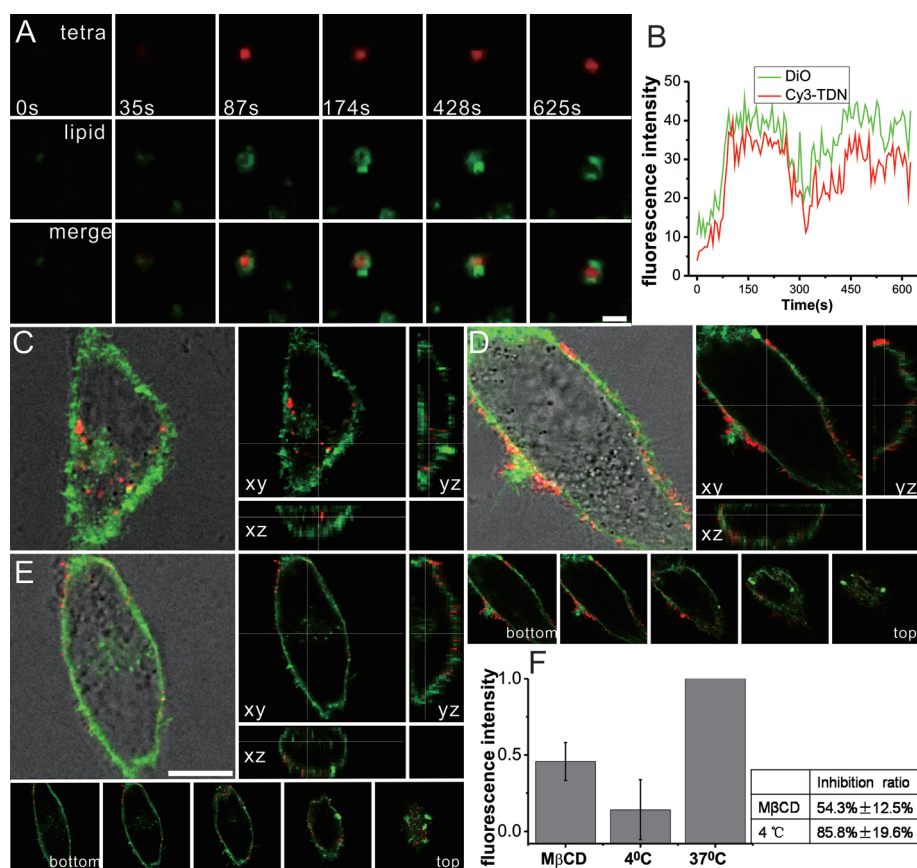 A
tetra
0s 35s 87s 174s 428s 625s
lipid
merge
B
DiO
Cy3-TDN
fluorescence intensity
50
40
30
20
10
0
0 150 300 450 600
Time(s)
C
xy
yz
xz
D
xy
yz
xz
bottom
top
E
xy
yz
xz
bottom
top
F
fluorescence intensity
1.0
0.5
0.0
MβCD 4⁰C 37⁰C
Inhibition ratio
MβCD 54.3%±12.5%
4 ℃ 85.8%±19.6%